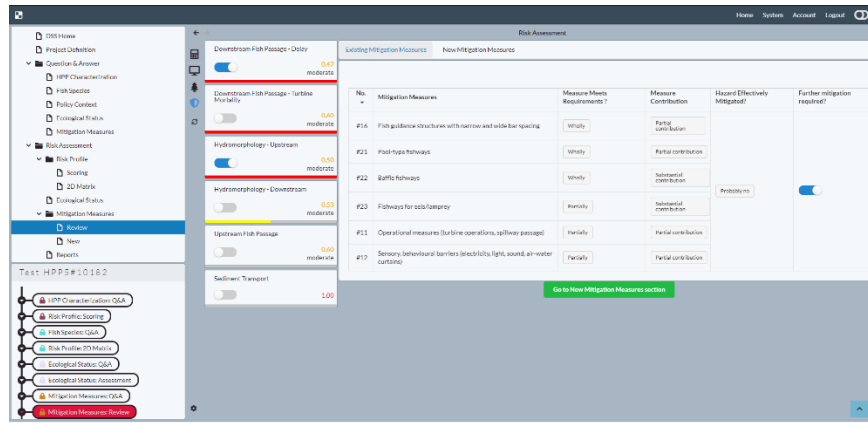 Home System Account Logout
DSS Home
Project Definition
Question & Answer
HPP Characterization
Fish Species
Policy Context
Ecological Status
Mitigation Measures
Risk Assessment
Risk Profile
Scoring
2D Matrix
Ecological Status
Mitigation Measures
Review
New
Reports
Test HPP5#10182
HPP Characterization: Q&A
Risk Profile: Scoring
Fish Species: Q&A
Risk Profile: 2D Matrix
Ecological Status: Q&A
Ecological Status: Assessment
Mitigation Measures: Q&A
Mitigation Measures: Review
Risk Assessment
Downstream Fish Passage - Delay
0.47
moderate
Downstream Fish Passage - Turbine
Mortality
0.60
moderate
Hydromorphology - Upstream
0.50
moderate
Hydromorphology - Downstream
0.53
moderate
Upstream Fish Passage
0.60
moderate
Sediment Transport
1.00
Existing Mitigation Measures New Mitigation Measures
No. Mitigation Measures Measure Meets Requirements ? Measure Contribution Hazard Effectively Mitigated? Further mitigation required?
#16 Fish guidance structures with narrow and wide bar spacing Wholly Partial contribution
#21 Pool-type fishways Wholly Partial contribution
#22 Baffle fishways Wholly Substantial contribution
Probably no
#23 Fishways for eels/lamprey Partially Substantial contribution
#11 Operational measures (turbine operations, spillway passage) Partially Partial contribution
#12 Sensory, behavioural barriers (electricity, light, sound, air-water curtains) Partially Partial contribution
Go to New Mitigation Measures section